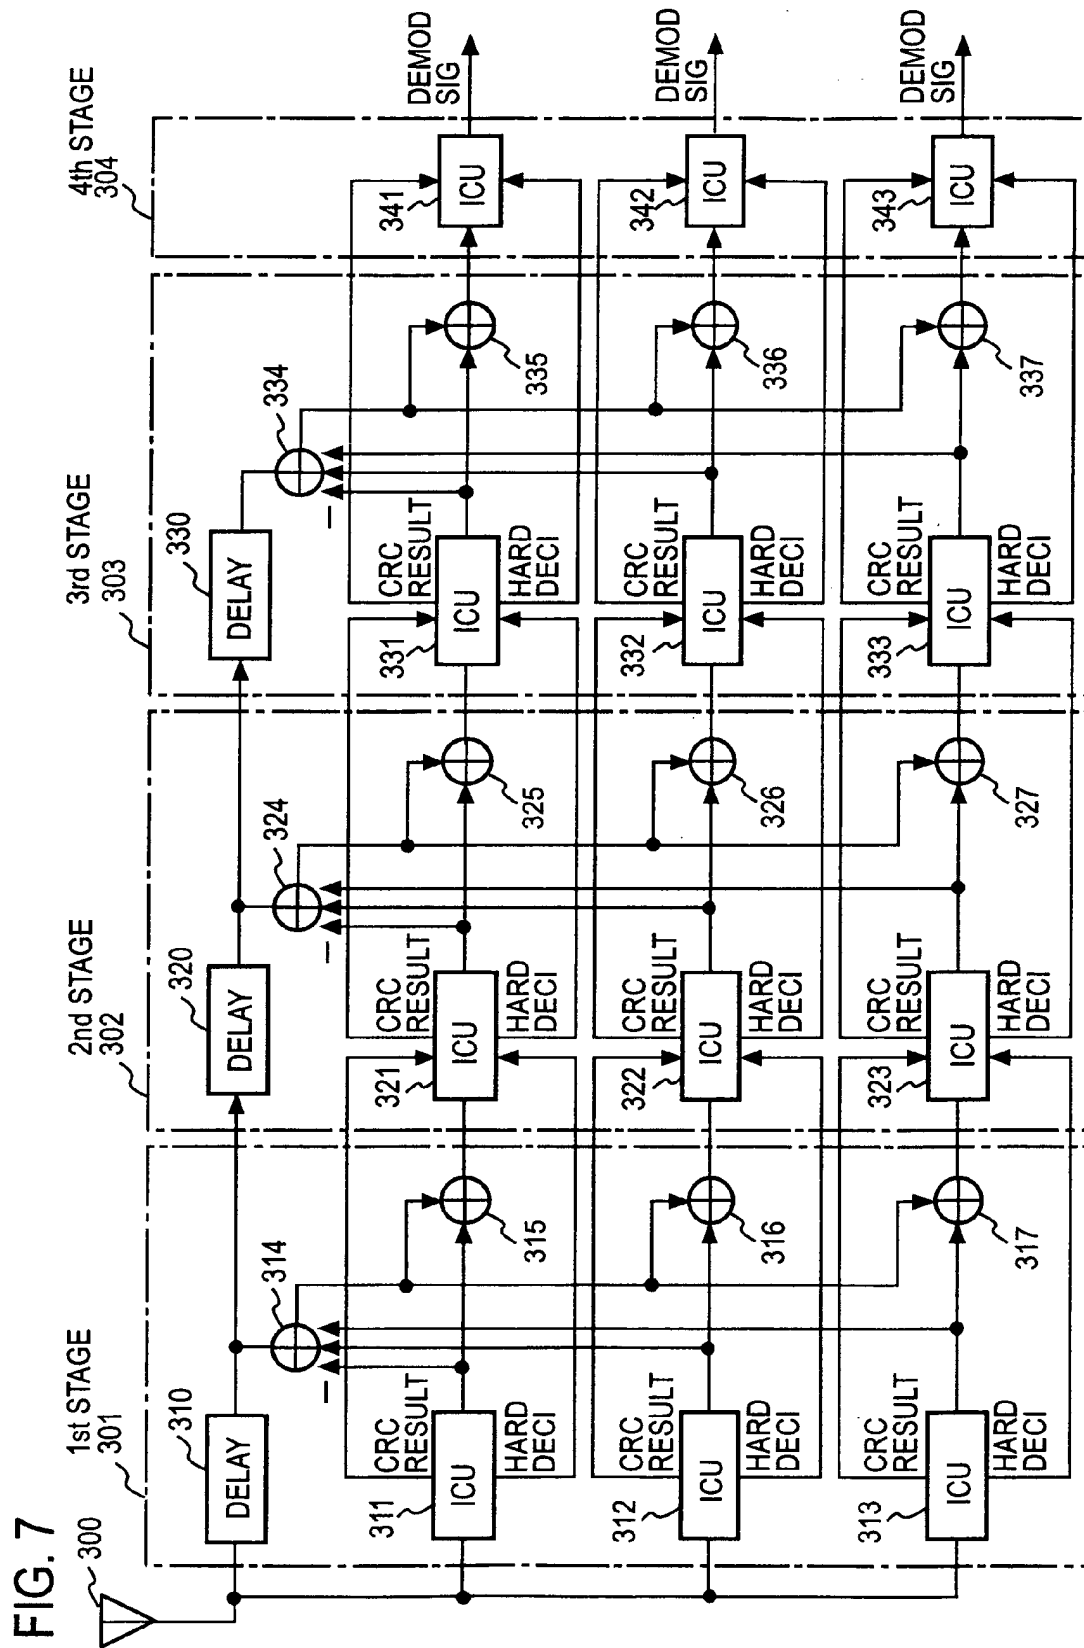 FIG. 7
300
1st STAGE
301
310
DELAY
314
−
311
ICU
CRC
RESULT
HARD
DECI
315
312
ICU
CRC
RESULT
HARD
DECI
316
313
ICU
CRC
RESULT
HARD
DECI
317
2nd STAGE
302
320
DELAY
324
−
321
ICU
CRC
RESULT
HARD
DECI
325
322
ICU
CRC
RESULT
HARD
DECI
326
323
ICU
CRC
RESULT
HARD
DECI
327
3rd STAGE
303
330
DELAY
334
−
331
ICU
CRC
RESULT
HARD
DECI
335
332
ICU
CRC
RESULT
HARD
DECI
336
333
ICU
CRC
RESULT
HARD
DECI
337
4th STAGE
304
341
ICU
DEMOD
SIG
342
ICU
DEMOD
SIG
343
ICU
DEMOD
SIG